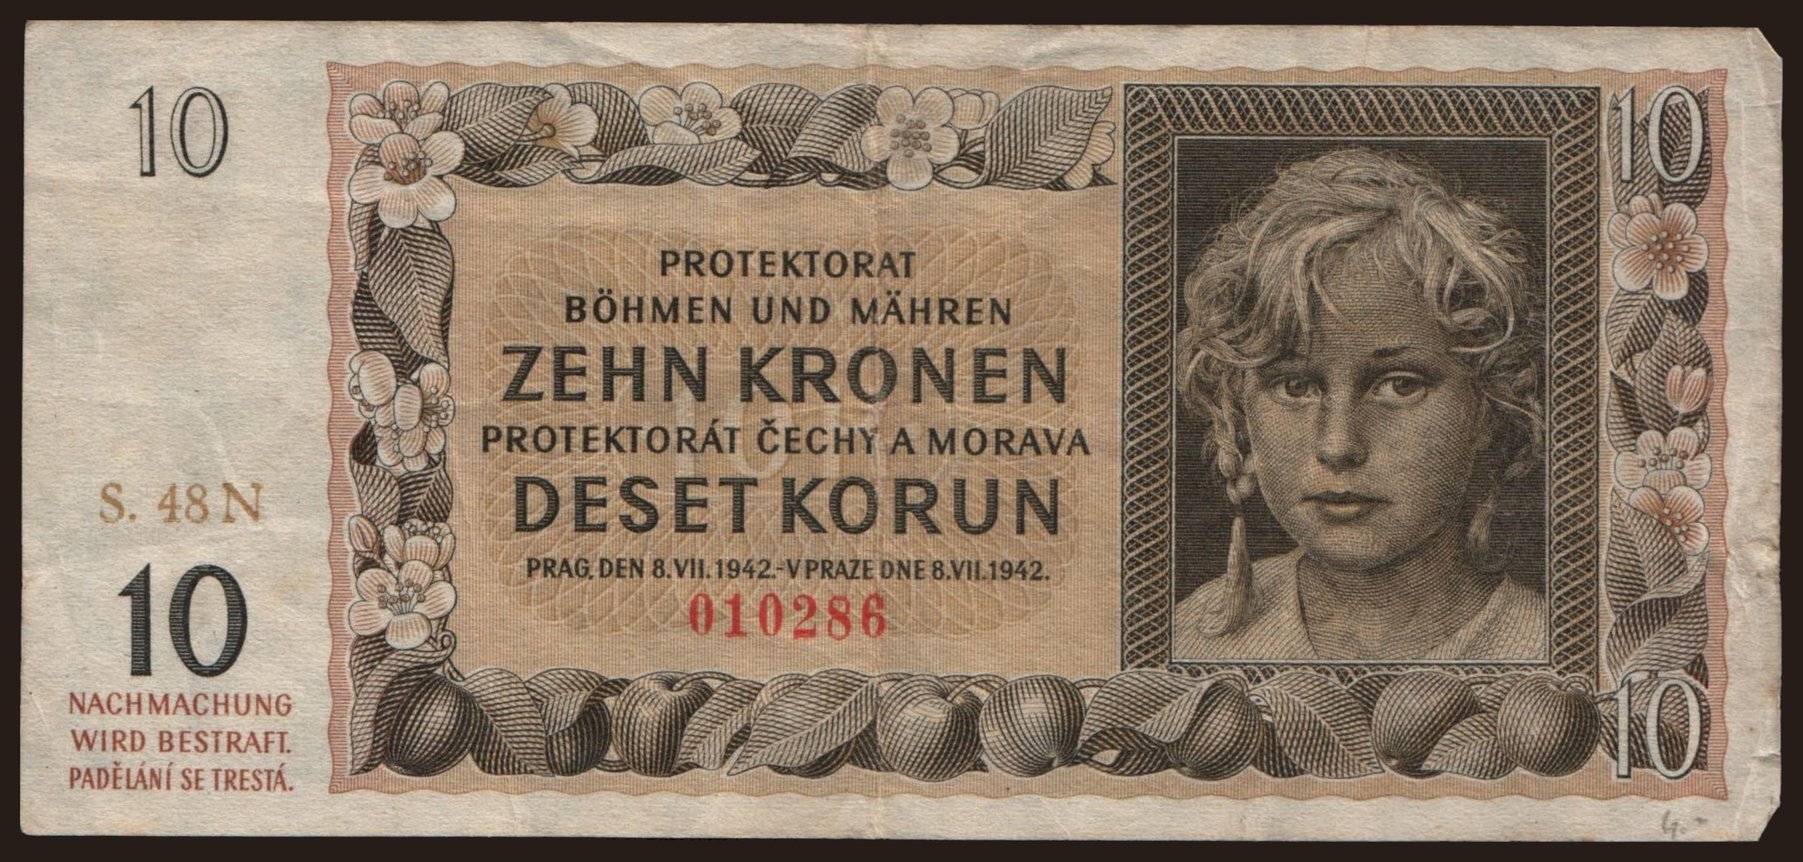 10
10
PROTEKTORAT
BÖHMEN UND MÄHREN
ZEHN KRONEN
PROTEKTORÁT ČECHY A MORAVA
DESET KORUN
PRAG, DEN 8.VII.1942.-V PRAZE DNE 8.VII.1942.
010286
S. 48 N
10
NACHMACHUNG
WIRD BESTRAFT.
PADĚLÁNÍ SE TRESTÁ.
10